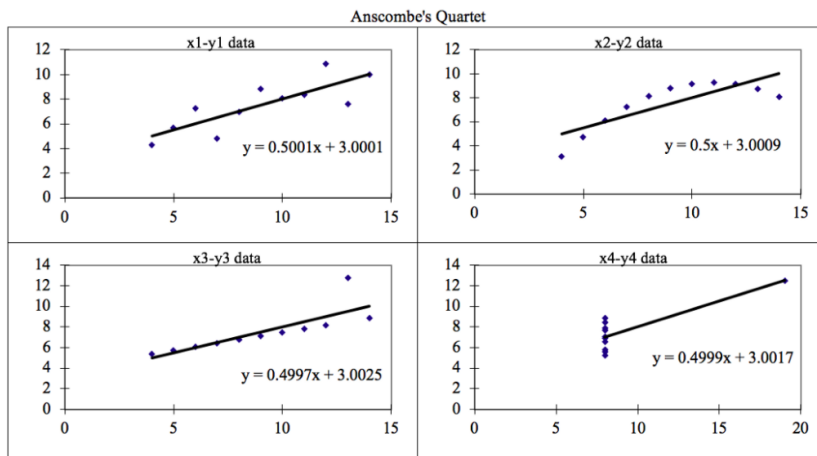 Anscombe's Quartet
x1-y1 data
12
10
8
6
4
2
0
0 5 10 15
y = 0.5001x + 3.0001
x2-y2 data
12
10
8
6
4
2
0
0 5 10 15
y = 0.5x + 3.0009
x3-y3 data
14
12
10
8
6
4
2
0
0 5 10 15
y = 0.4997x + 3.0025
x4-y4 data
14
12
10
8
6
4
2
0
0 5 10 15 20
y = 0.4999x + 3.0017